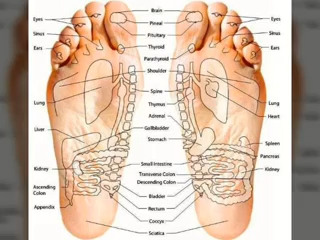 Brain
Eyes
Pineal
Eyes
Sinus
Pituitary
Sinus
Ears
Thyroid
Ears
Parathyroid
Shoulder
Spine
Lung
Thymus
Lung
Adrenal
Heart
Liver
Gallbladder
Stomach
Spleen
Pancreas
Small Intestine
Kidney
Transverse Colon
Kidney
Descending Colon
Ascending
Colon
Bladder
Appendix
Rectum
Coccyx
Sciatica